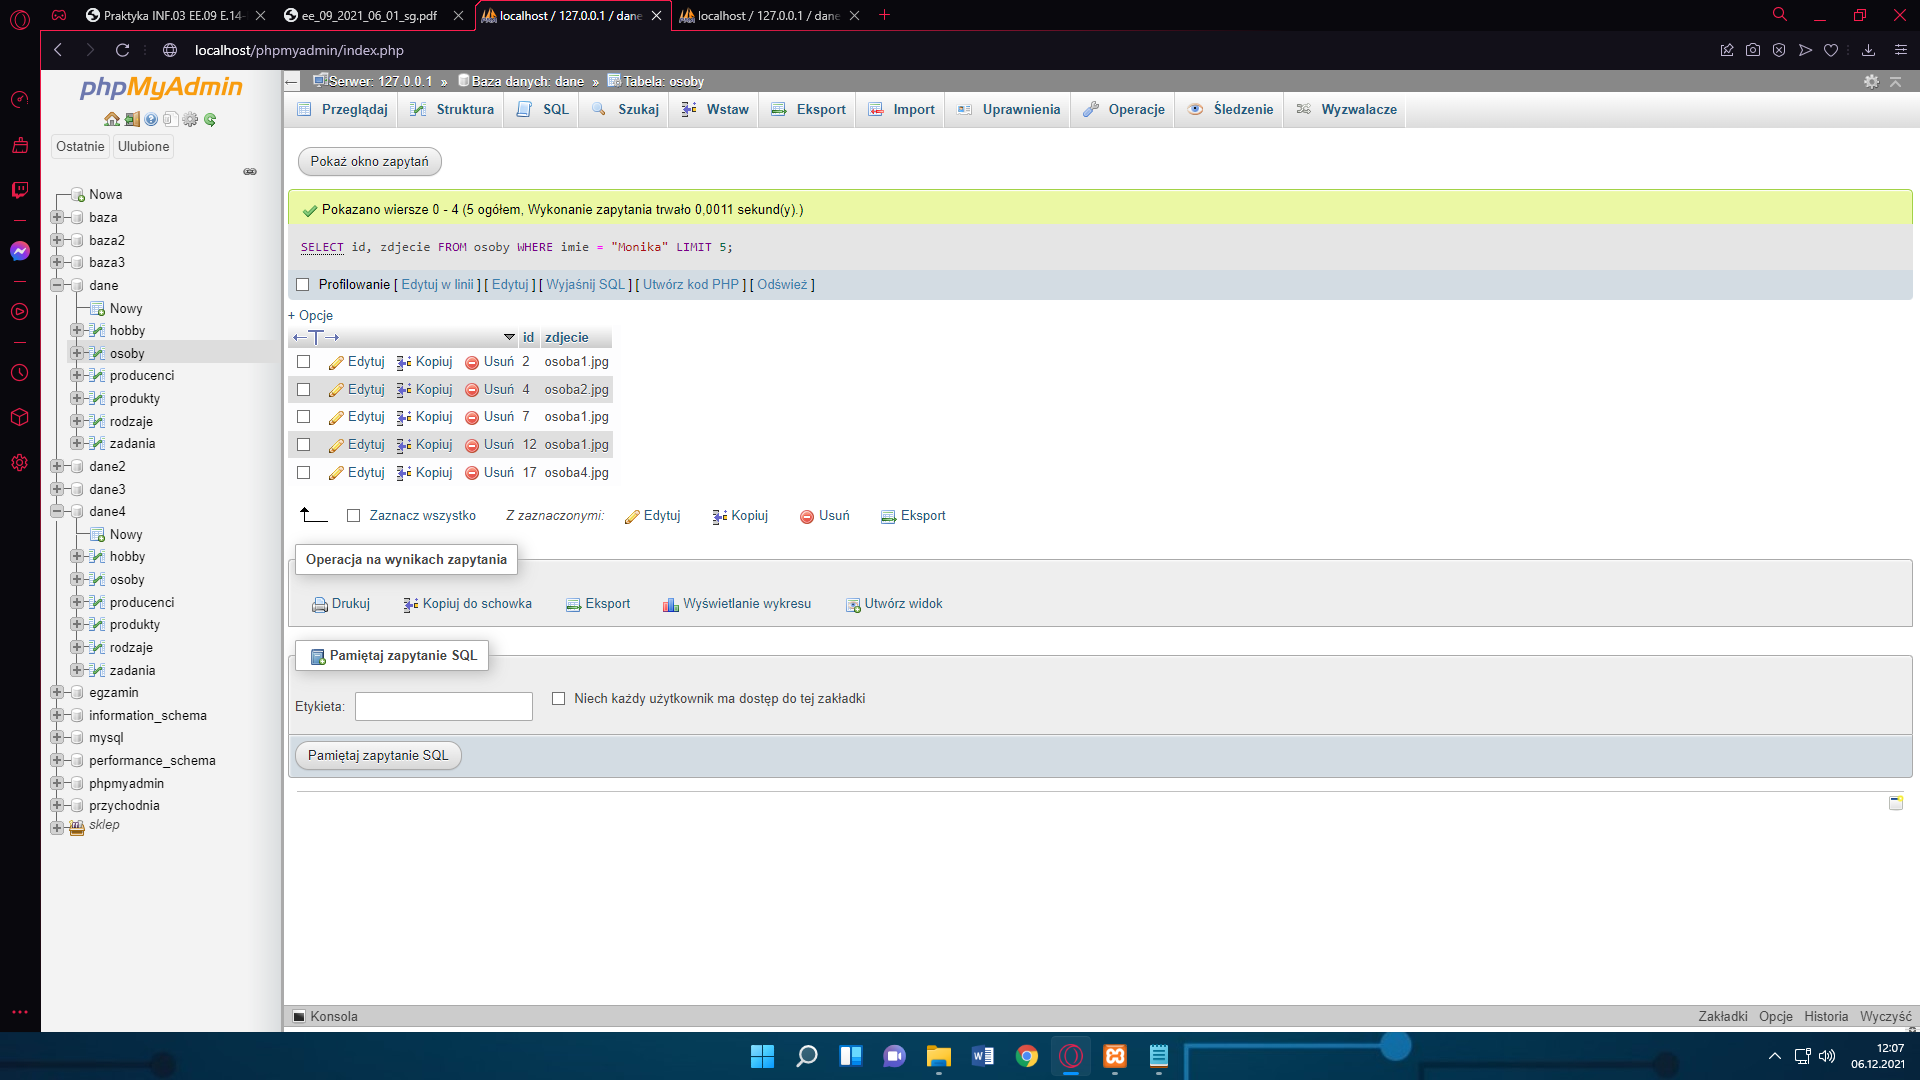 Praktyka INF.03 EE.09 E.14-
ee_09_2021_06_01_sg.pdf
localhost / 127.0.0.1 / dane
localhost / 127.0.0.1 / dane
localhost/phpmyadmin/index.php
phpMyAdmin
Ostatnie Ulubione
Nowa
baza
baza2
baza3
dane
Nowy
hobby
osoby
producenci
produkty
rodzaje
zadania
dane2
dane3
dane4
Nowy
hobby
osoby
producenci
produkty
rodzaje
zadania
egzamin
information_schema
mysql
performance_schema
phpmyadmin
przychodnia
sklep
Serwer: 127.0.0.1 » Baza danych: dane » Tabela: osoby
Przeglądaj Struktura SQL Szukaj Wstaw Eksport Import Uprawnienia Operacje Śledzenie Wyzwalacze
Pokaż okno zapytań
Pokazano wiersze 0 - 4 (5 ogółem, Wykonanie zapytania trwało 0,0011 sekund(y).)
SELECT id, zdjecie FROM osoby WHERE imie = "Monika" LIMIT 5;
Profilowanie [ Edytuj w linii ] [ Edytuj ] [ Wyjaśnij SQL ] [ Utwórz kod PHP ] [ Odśwież ]
+ Opcje
id zdjecie
Edytuj Kopiuj Usuń 2 osoba1.jpg
Edytuj Kopiuj Usuń 4 osoba2.jpg
Edytuj Kopiuj Usuń 7 osoba1.jpg
Edytuj Kopiuj Usuń 12 osoba1.jpg
Edytuj Kopiuj Usuń 17 osoba4.jpg
Zaznacz wszystko Z zaznaczonymi: Edytuj Kopiuj Usuń Eksport
Operacja na wynikach zapytania
Drukuj Kopiuj do schowka Eksport Wyświetlanie wykresu Utwórz widok
Pamiętaj zapytanie SQL
Etykieta: Niech każdy użytkownik ma dostęp do tej zakładki
Pamiętaj zapytanie SQL
Konsola Zakładki Opcje Historia Wyczyść
12:07
06.12.2021